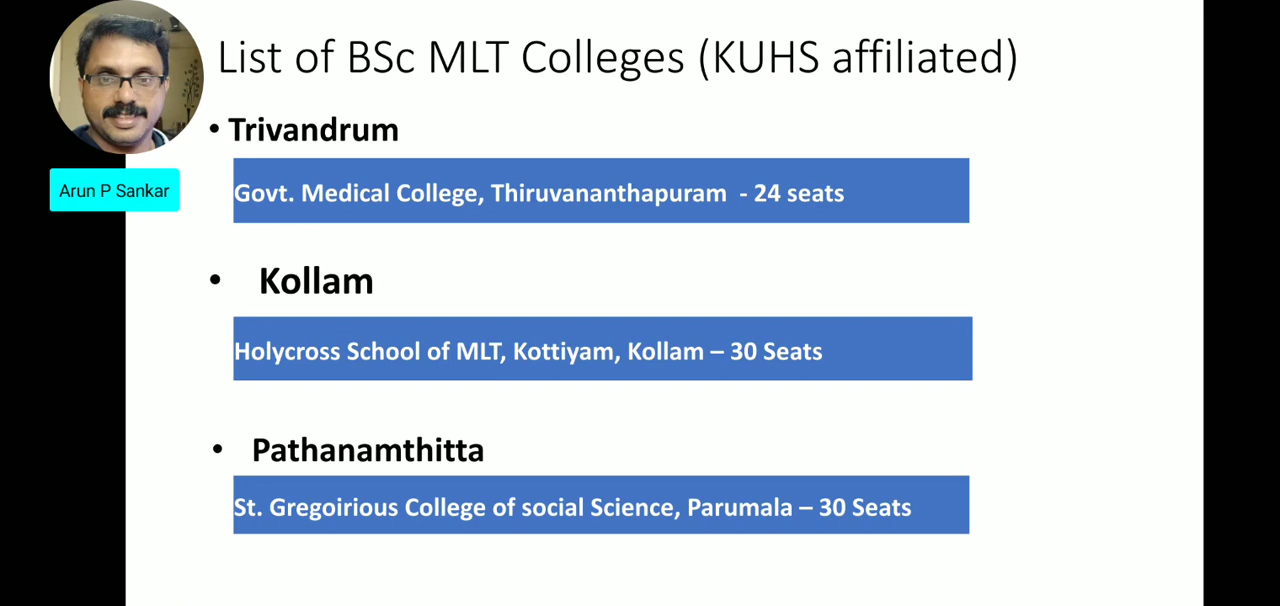 List of BSc MLT Colleges (KUHS affiliated)
• Trivandrum
Arun P Sankar
Govt. Medical College, Thiruvananthapuram - 24 seats
• Kollam
Holycross School of MLT, Kottiyam, Kollam – 30 Seats
• Pathanamthitta
St. Gregoirious College of social Science, Parumala – 30 Seats